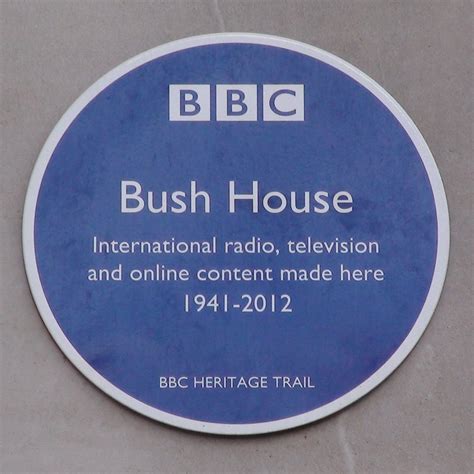 BBC
Bush House
International radio, television
and online content made here
1941-2012
BBC HERITAGE TRAIL